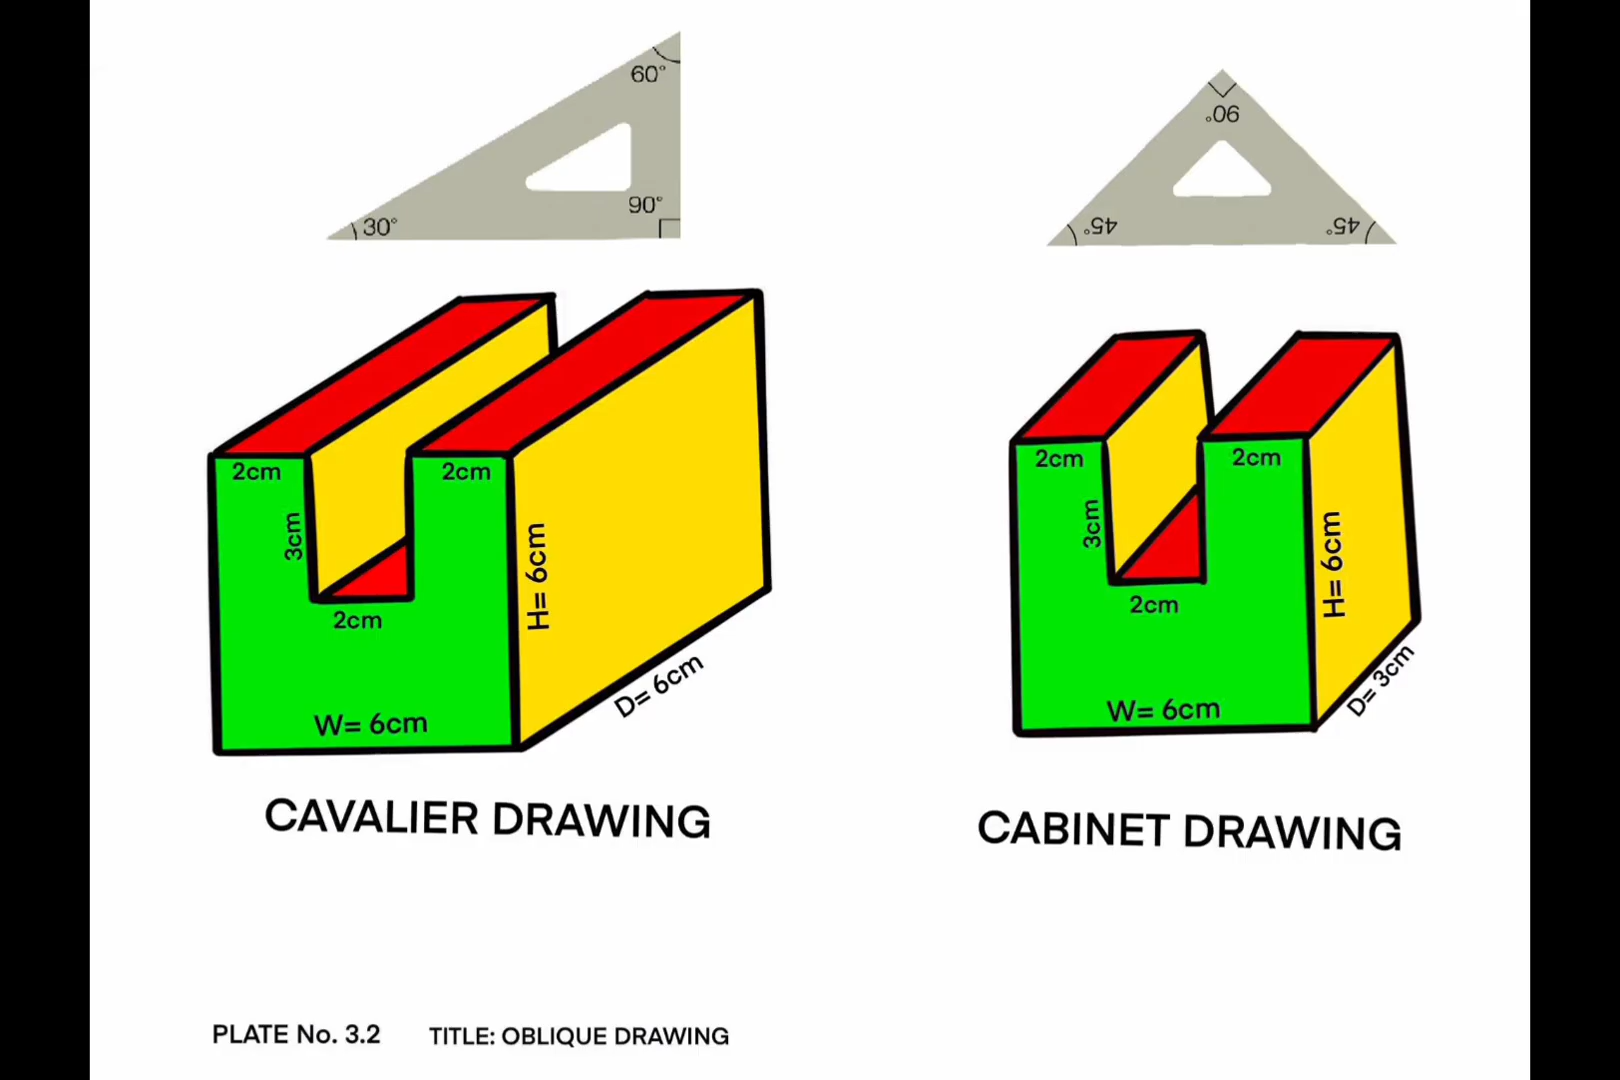 60°
90°
30°
90°
45°
45°
2cm
2cm
3cm
2cm
H= 6cm
W= 6cm
D= 6cm
CAVALIER DRAWING
2cm
2cm
3cm
2cm
H= 6cm
W= 6cm
D= 3cm
CABINET DRAWING
PLATE No. 3.2
TITLE: OBLIQUE DRAWING